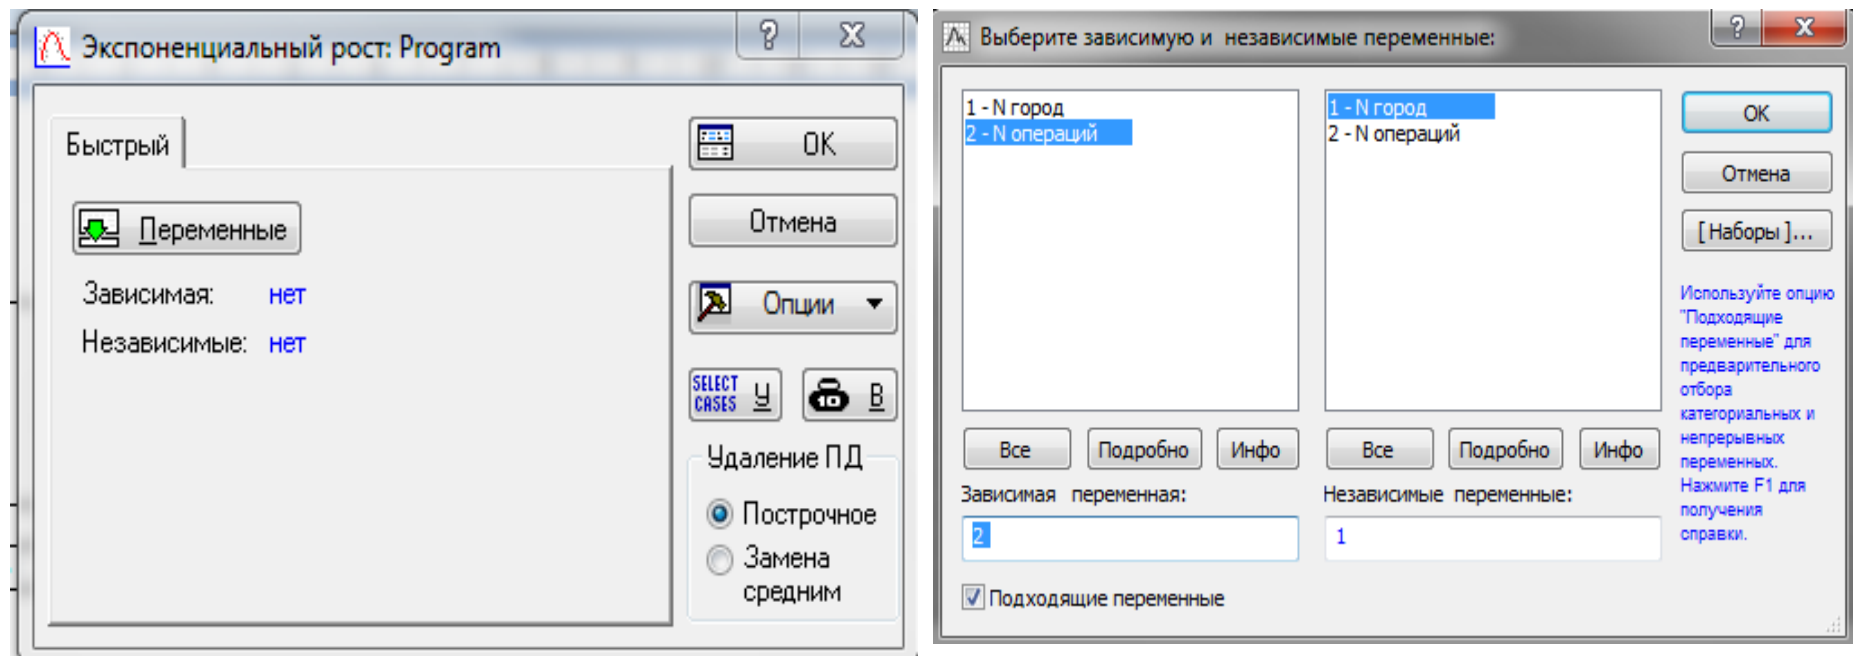 Экспоненциальный рост: Program
?
X
Быстрый
Переменные
Зависимая: нет
Независимые: нет
OK
Отмена
Опции
SELECT
CASES
У
10
В
Удаление ПД
Построчное
Замена
средним
Выберите зависимую и независимые переменные:
?
X
1 - N город
2 - N операций
1 - N город
2 - N операций
OK
Отмена
[ Наборы ]...
Используйте опцию
"Подходящие
переменные" для
предварительного
отбора
категориальных и
непрерывных
переменных.
Нажмите F1 для
получения
справки.
Все
Подробно
Инфо
Все
Подробно
Инфо
Зависимая переменная:
Независимые переменные:
2
1
Подходящие переменные